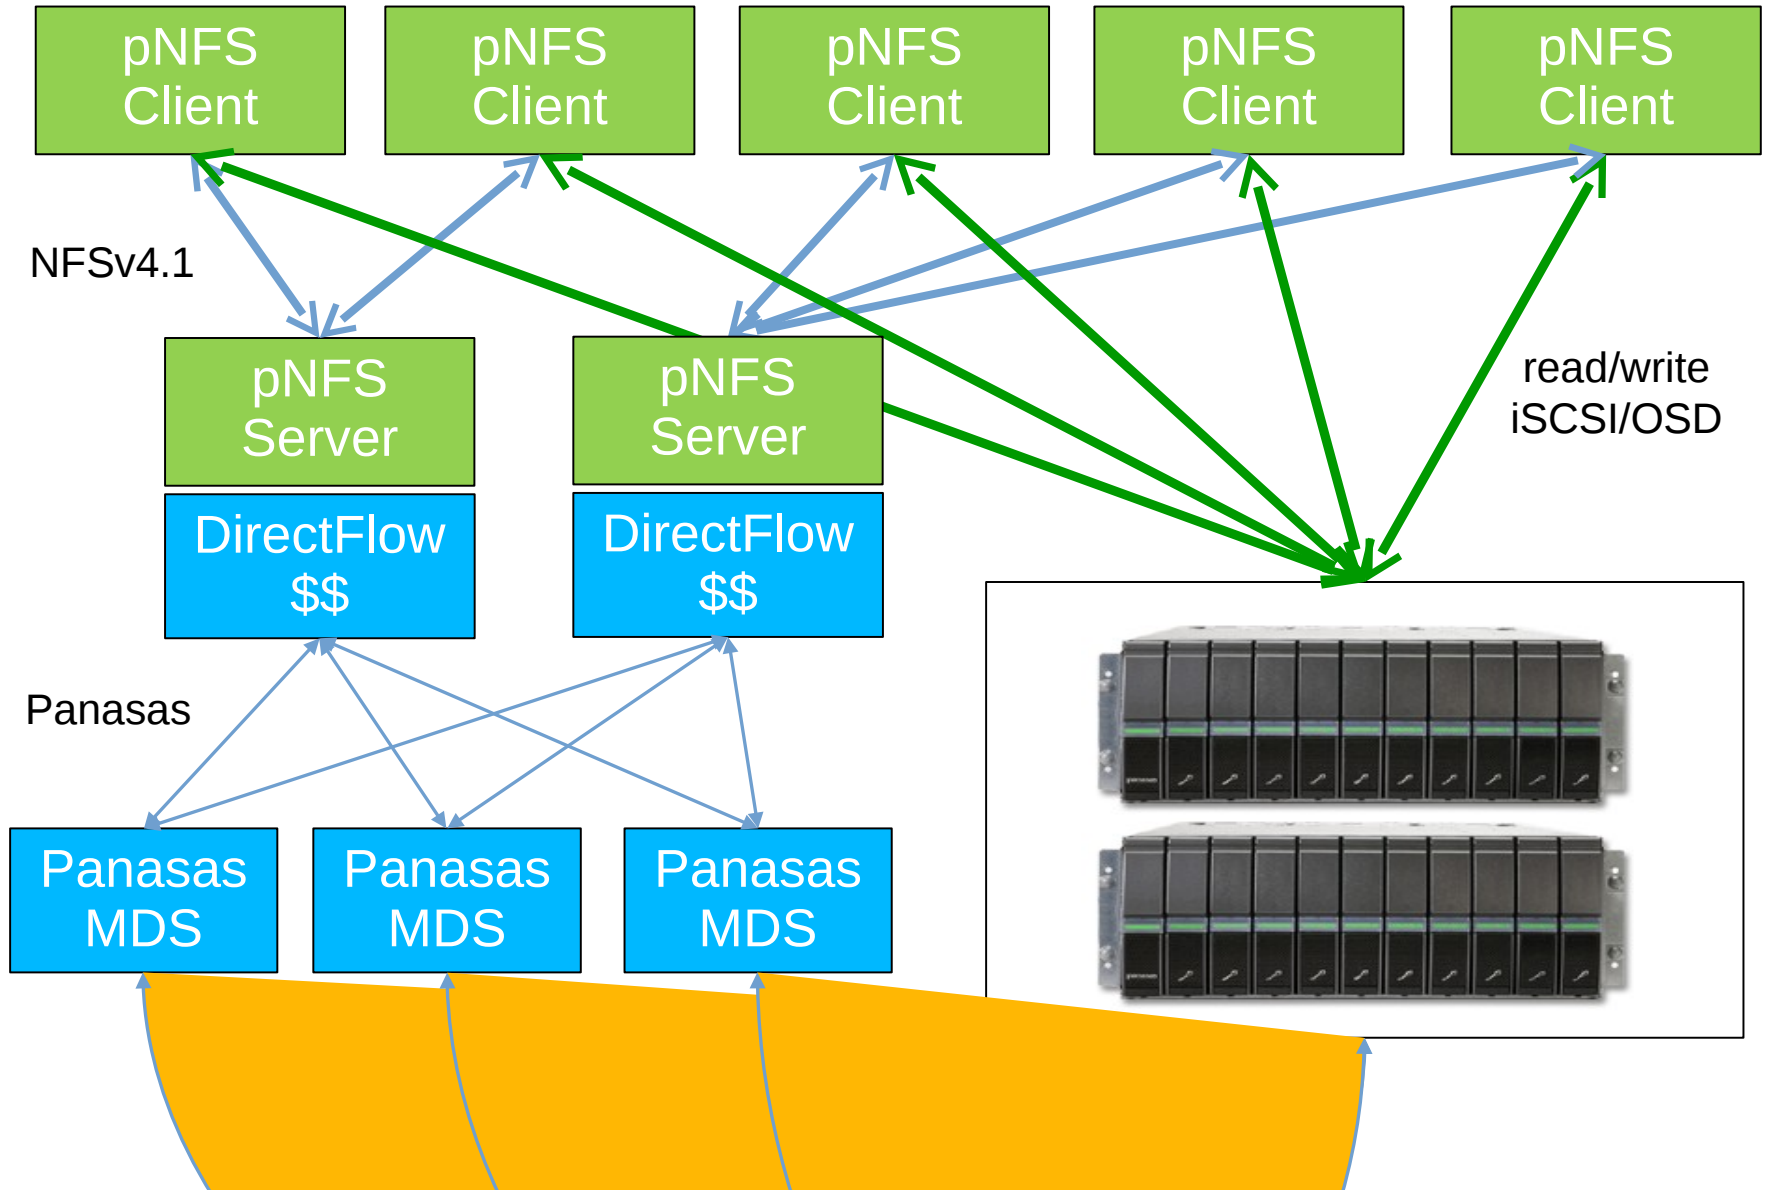 pNFS
Client
pNFS
Client
pNFS
Client
pNFS
Client
pNFS
Client
NFSv4.1
read/write
iSCSI/OSD
pNFS
Server
pNFS
Server
DirectFlow
$$
DirectFlow
$$
Panasas
Panasas
MDS
Panasas
MDS
Panasas
MDS